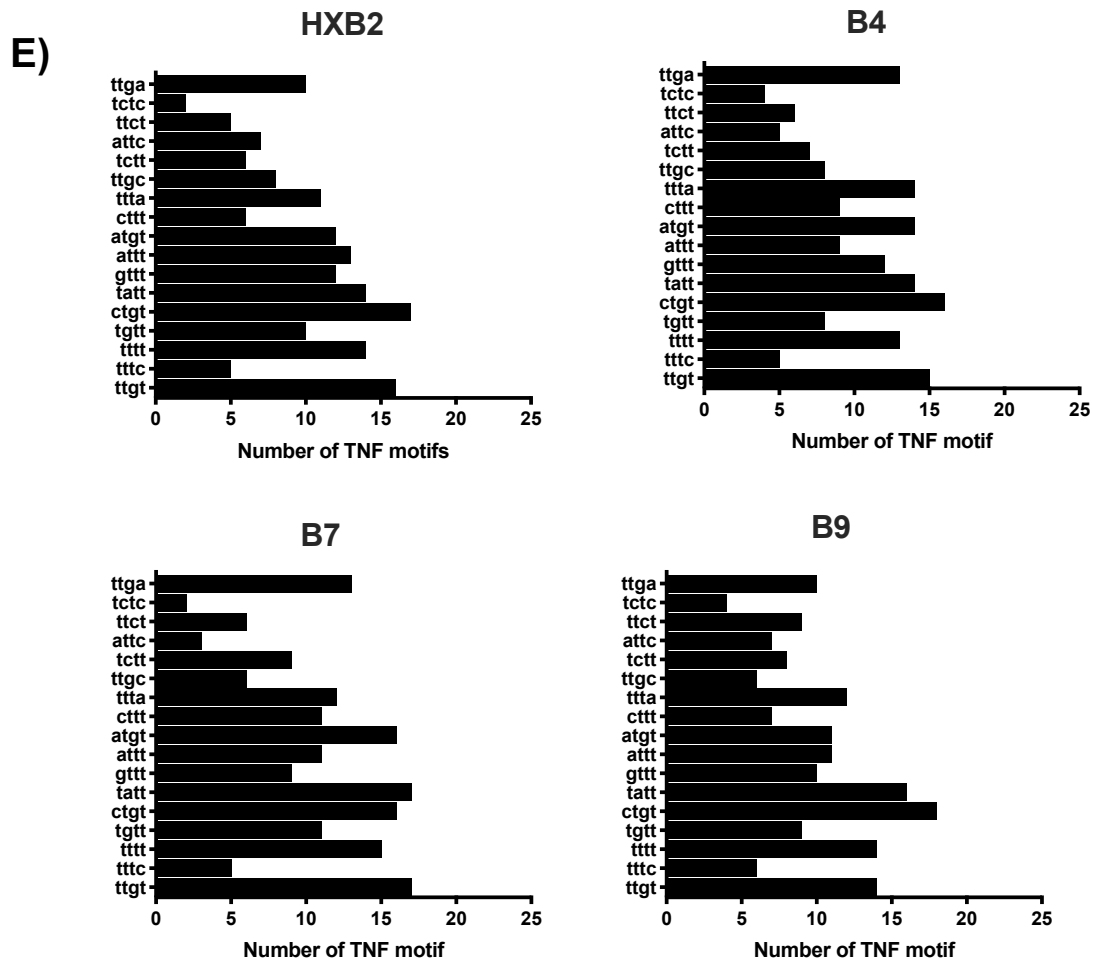 E)
HXB2
ttga
tctc
ttct
attc
tctt
ttgc
ttta
cttt
atgt
attt
gttt
tatt
ctgt
tgtt
tttt
tttc
ttgt
0 5 10 15 20 25
Number of TNF motifs
B4
ttga
tctc
ttct
attc
tctt
ttgc
ttta
cttt
atgt
attt
gttt
tatt
ctgt
tgtt
tttt
tttc
ttgt
0 5 10 15 20 25
Number of TNF motif
B7
ttga
tctc
ttct
attc
tctt
ttgc
ttta
cttt
atgt
attt
gttt
tatt
ctgt
tgtt
tttt
tttc
ttgt
0 5 10 15 20 25
Number of TNF motif
B9
ttga
tctc
ttct
attc
tctt
ttgc
ttta
cttt
atgt
attt
gttt
tatt
ctgt
tgtt
tttt
tttc
ttgt
0 5 10 15 20 25
Number of TNF motif